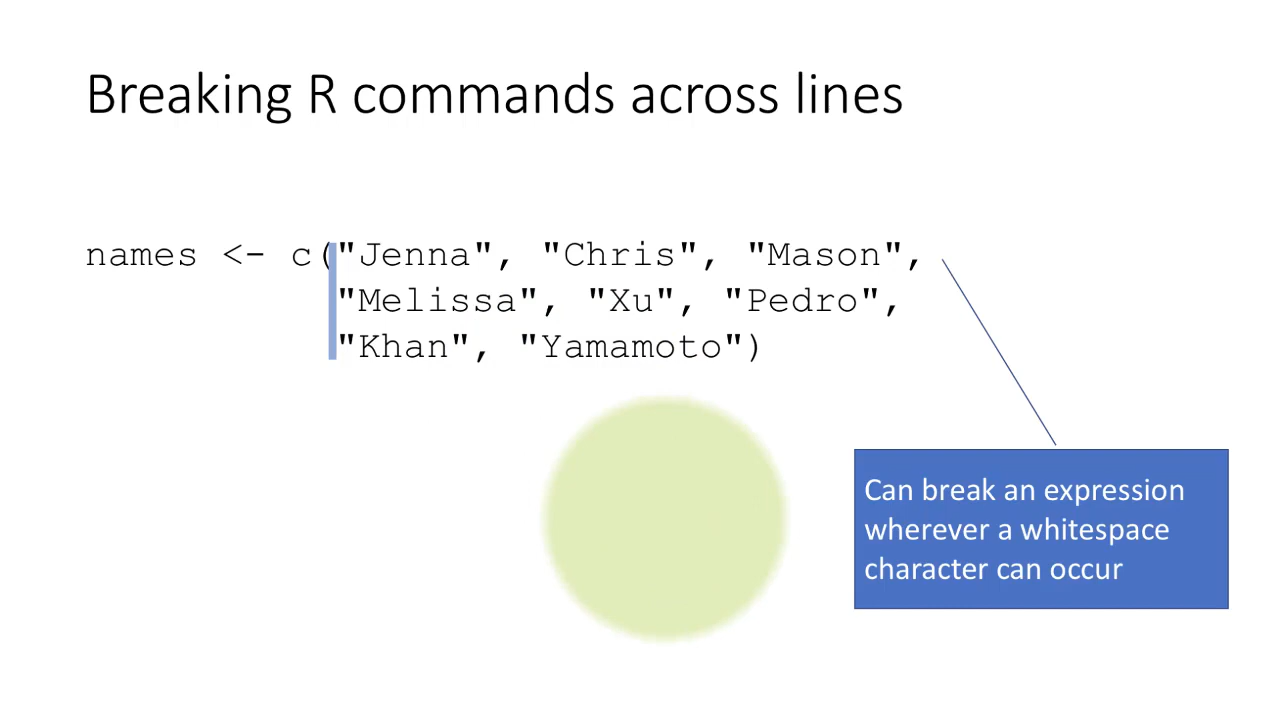 Breaking R commands across lines
names <- c("Jenna", "Chris", "Mason",
"Melissa", "Xu", "Pedro",
"Khan", "Yamamoto")
Can break an expression
wherever a whitespace
character can occur